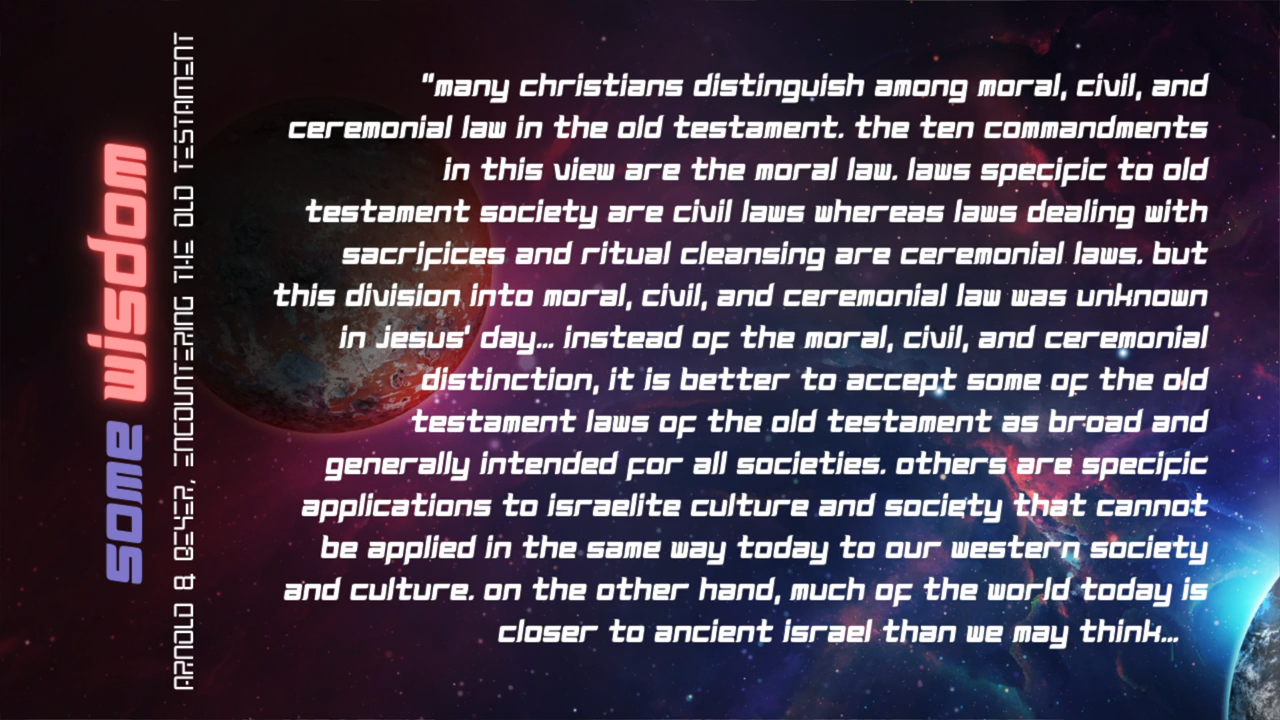 some wisdom
ARNOLD & BEYER, ENCOUNTERING THE OLD TESTAMENT
"many christians distinguish among moral, civil, and
ceremonial law in the old testament. the ten commandments
in this view are the moral law. laws specific to old
testament society are civil laws whereas laws dealing with
sacrifices and ritual cleansing are ceremonial laws. but
this division into moral, civil, and ceremonial law was unknown
in jesus' day... instead of the moral, civil, and ceremonial
distinction, it is better to accept some of the old
testament laws of the old testament as broad and
generally intended for all societies. others are specific
applications to israelite culture and society that cannot
be applied in the same way today to our western society
and culture. on the other hand, much of the world today is
closer to ancient israel than we may think...